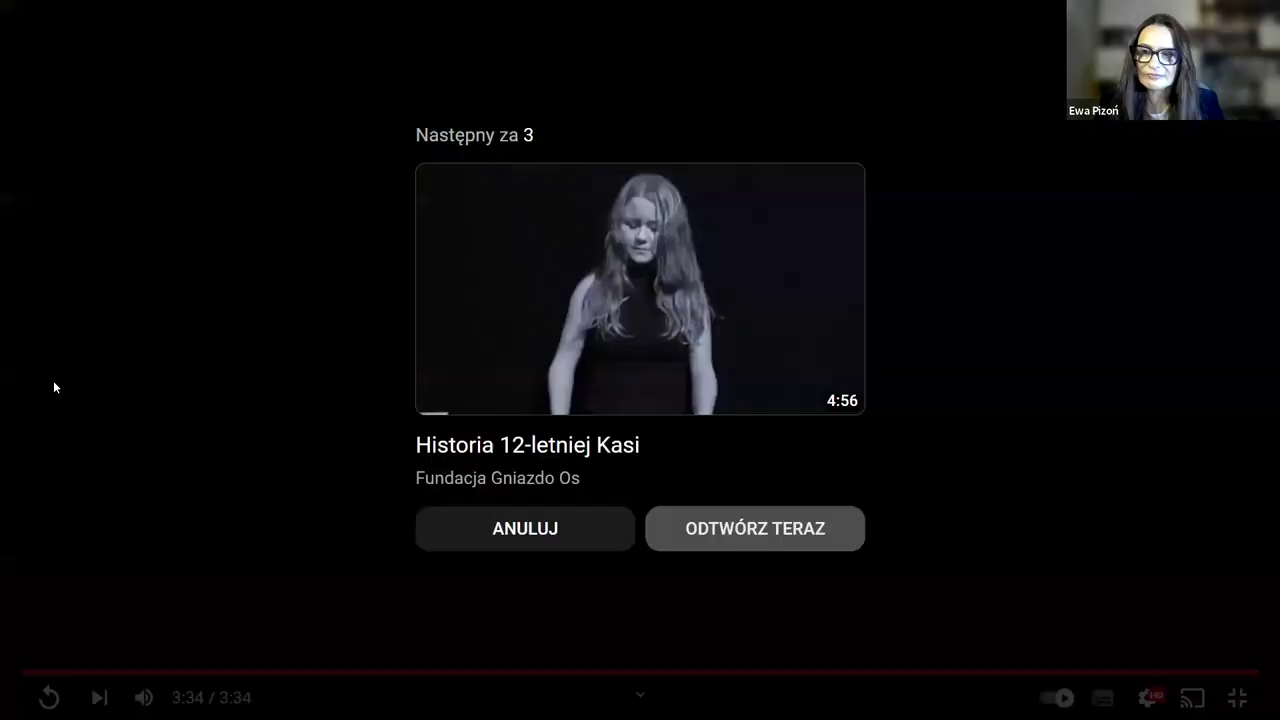 Ewa Pizoń
Następny za 3
4:56
Historia 12-letniej Kasi
Fundacja Gniazdo Os
ANULUJ
ODTWÓRZ TERAZ
3:34 / 3:34
HD